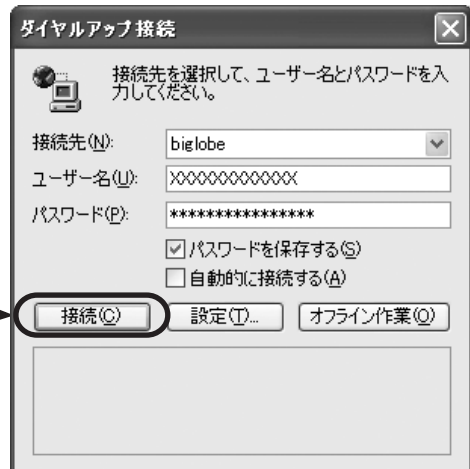 ダイヤルアップ接続
接続先を選択して、ユーザー名とパスワードを入
力してください。
接続先(N): biglobe
ユーザー名(U): XXXXXXXXXXXXX
パスワード(P): ****************
パスワードを保存する(S)
自動的に接続する(A)
接続(C) 設定(T)... オフライン作業(O)